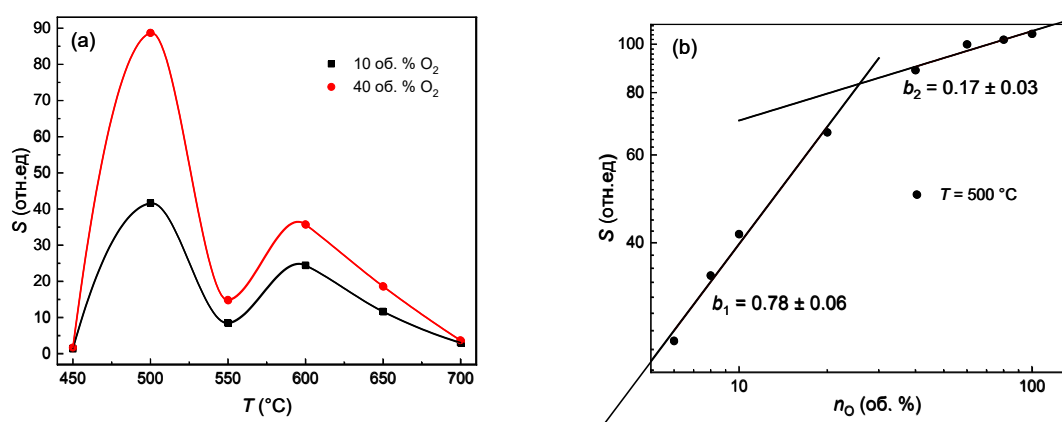 (a)
10 об. % O₂
40 об. % O₂
90
80
70
60
50
40
30
20
10
0
S (отн.ед)
450 500 550 600 650 700
T (°C)
(b)
100
80
60
40
S (отн.ед)
b₂ = 0.17 ± 0.03
T = 500 °C
b₁ = 0.78 ± 0.06
10 100
n_O (об. %)